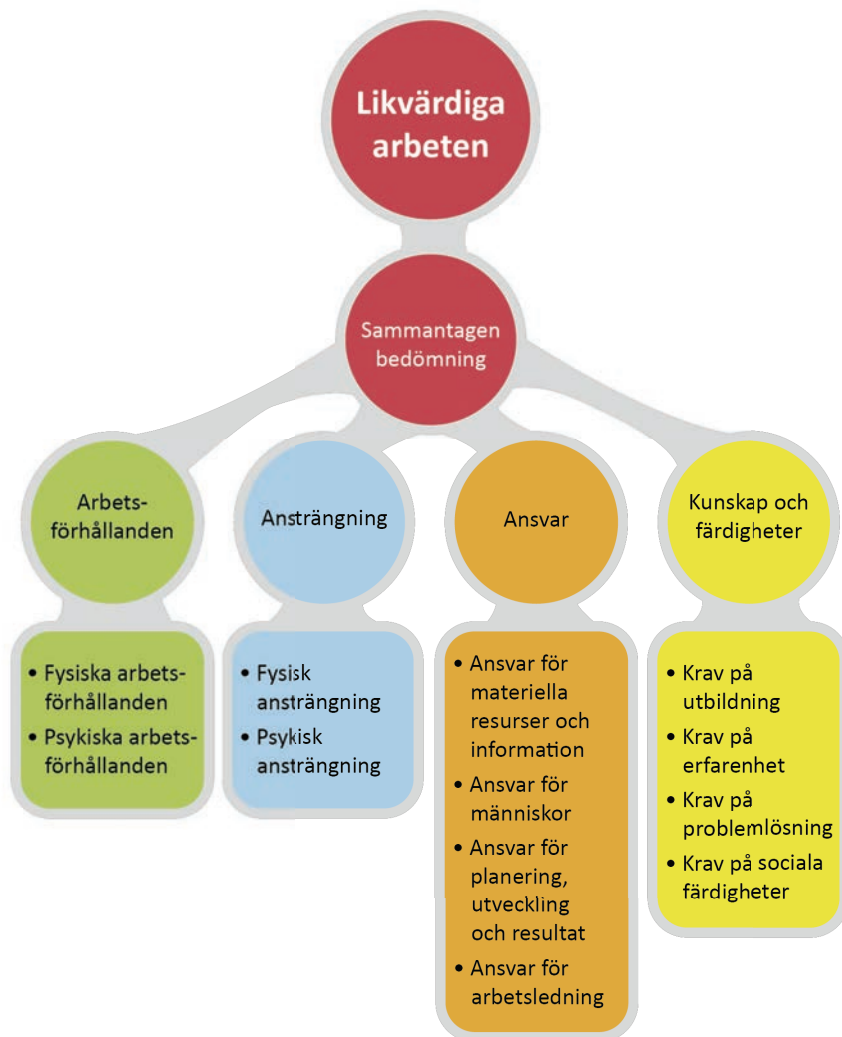 Likvärdiga
arbeten
Sammantagen
bedömning
Arbets-
förhållanden
• Fysiska arbets-
förhållanden
• Psykiska arbets-
förhållanden
Ansträngning
• Fysisk
ansträngning
• Psykisk
ansträngning
Ansvar
• Ansvar för
materiella
resurser och
information
• Ansvar för
människor
• Ansvar för
planering,
utveckling
och resultat
• Ansvar för
arbetsledning
Kunskap och
färdigheter
• Krav på
utbildning
• Krav på
erfarenhet
• Krav på
problemlösning
• Krav på sociala
färdigheter